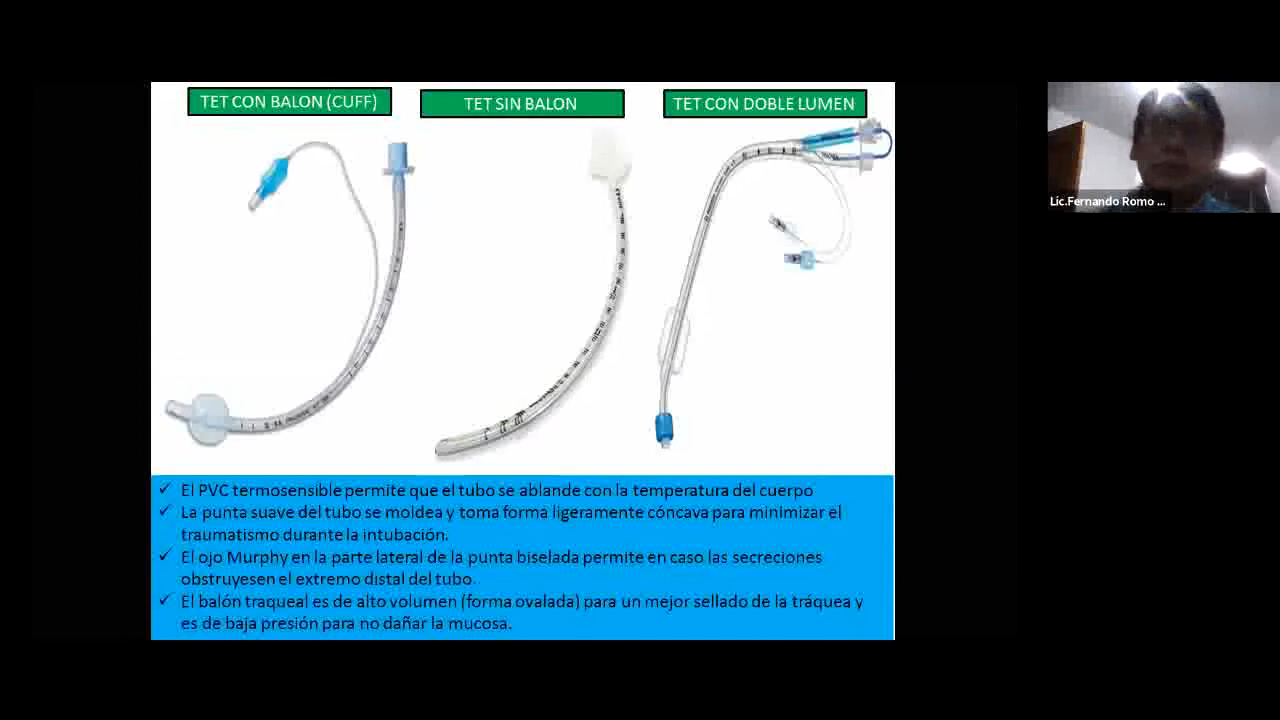 TET CON BALON (CUFF)
TET SIN BALON
TET CON DOBLE LUMEN
Lic.Fernando Romo ...
✓ El PVC termosensible permite que el tubo se ablande con la temperatura del cuerpo
✓ La punta suave del tubo se moldea y toma forma ligeramente cóncava para minimizar el
traumatismo durante la intubación.
✓ El ojo Murphy en la parte lateral de la punta biselada permite en caso las secreciones
obstruyesen el extremo distal del tubo.
✓ El balón traqueal es de alto volumen (forma ovalada) para un mejor sellado de la tráquea y
es de baja presión para no dañar la mucosa.